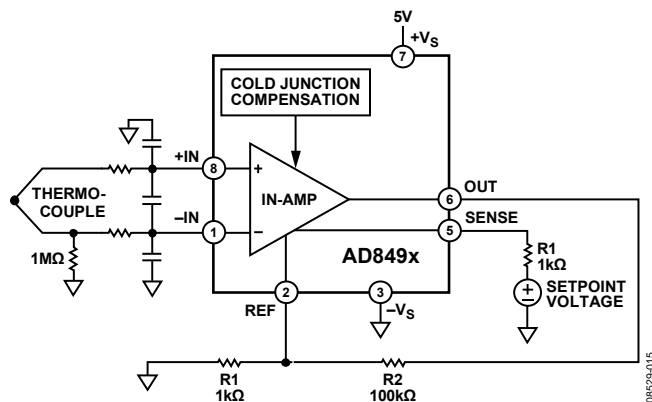 5V
+VS
7
COLD JUNCTION
COMPENSATION
+IN
8
+
THERMO-
COUPLE
IN-AMP
OUT
6
–IN
1
–
SENSE
5
AD849x
R1
1kΩ
1MΩ
SETPOINT
VOLTAGE
+
–
2
REF
3
–VS
R1
1kΩ
R2
100kΩ
08529-015